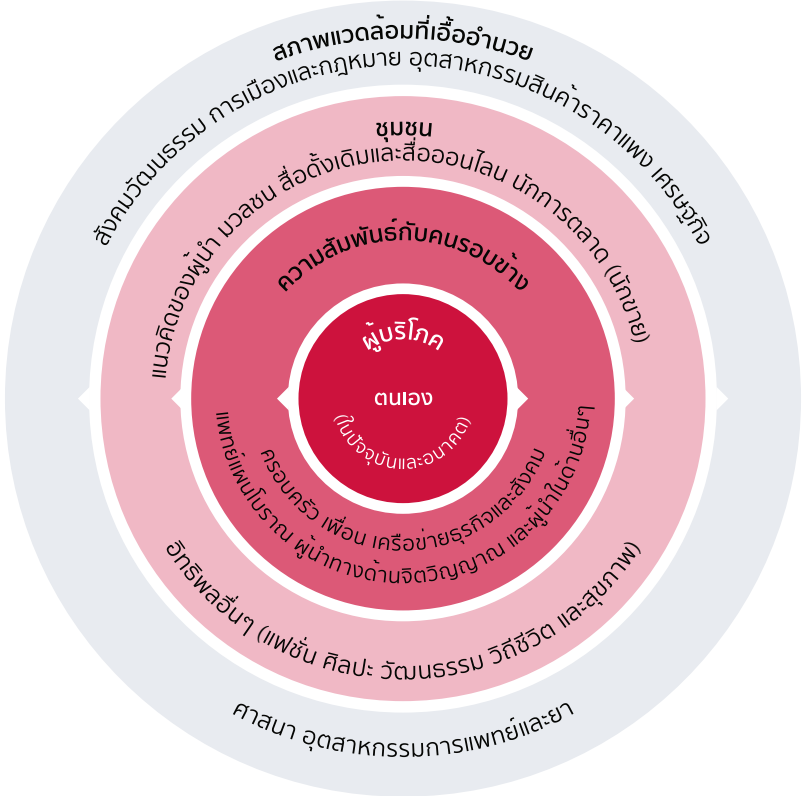 สภาพแวดล้อมที่เอื้ออำนวย
สังคมวัฒนธรรม การเมืองและกฎหมาย อุตสาหกรรมสินค้าราคาแพง เศรษฐกิจ
ชุมชน
แนวคิดของผู้นำ มวลชน สื่อดั้งเดิมและสื่อออนไลน นักการตลาด (นักขาย)
ความสัมพันธ์กับคนรอบข้าง
ผู้บริโภค
ตนเอง
(ในปัจจุบันและอนาคต)
ครอบครัว เพื่อน เครือข่ายธุรกิจและสังคม
แพทย์แผนโบราณ ผู้นำทางด้านจิตวิญญาณ และผู้นำในด้านอื่นๆ
อิทธิพลอื่นๆ (แฟชั่น ศิลปะ วัฒนธรรม วิถีชีวิต และสุขภาพ)
ศาสนา อุตสาหกรรมการแพทย์และยา